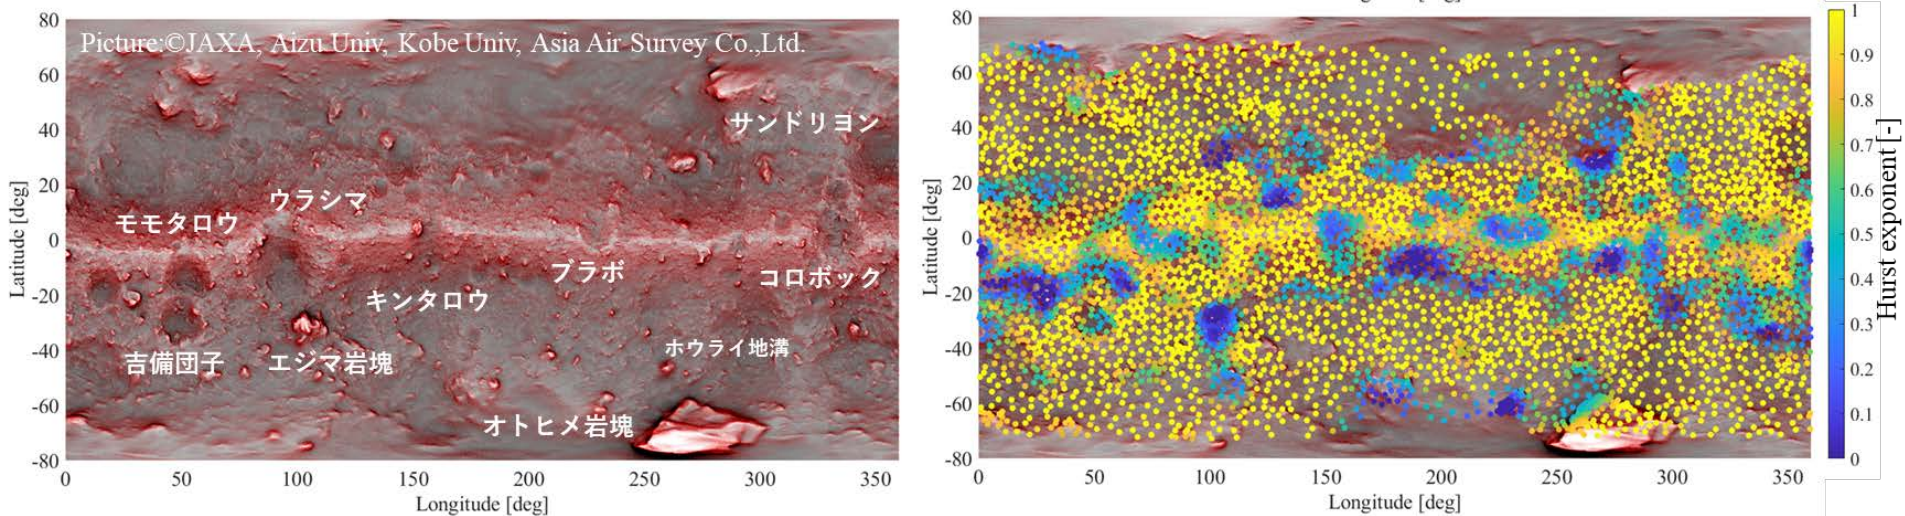 Picture:©JAXA, Aizu Univ, Kobe Univ, Asia Air Survey Co.,Ltd.
サンドリヨン
ウラシマ
モモタロウ
ブラボ
コロボック
キンタロウ
ホウライ地溝
吉備団子
エジマ岩塊
オトヒメ岩塊
80
60
40
20
0
-20
-40
-60
-80
Latitude [deg]
0 50 100 150 200 250 300 350
Longitude [deg]
80
60
40
20
0
-20
-40
-60
-80
Latitude [deg]
0 50 100 150 200 250 300 350
Longitude [deg]
1
0.9
0.8
0.7
0.6
0.5
0.4
0.3
0.2
0.1
0
Hurst exponent [-]